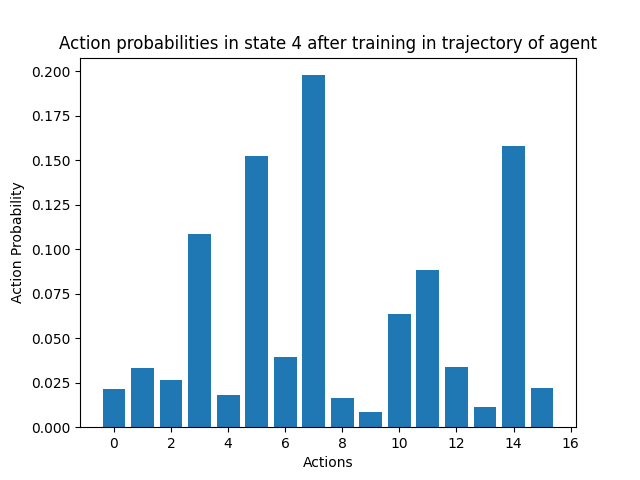 Action probabilities in state 4 after training in trajectory of agent
0.200
0.175
0.150
0.125
0.100
0.075
0.050
0.025
0.000
Action Probability
0 2 4 6 8 10 12 14 16
Actions